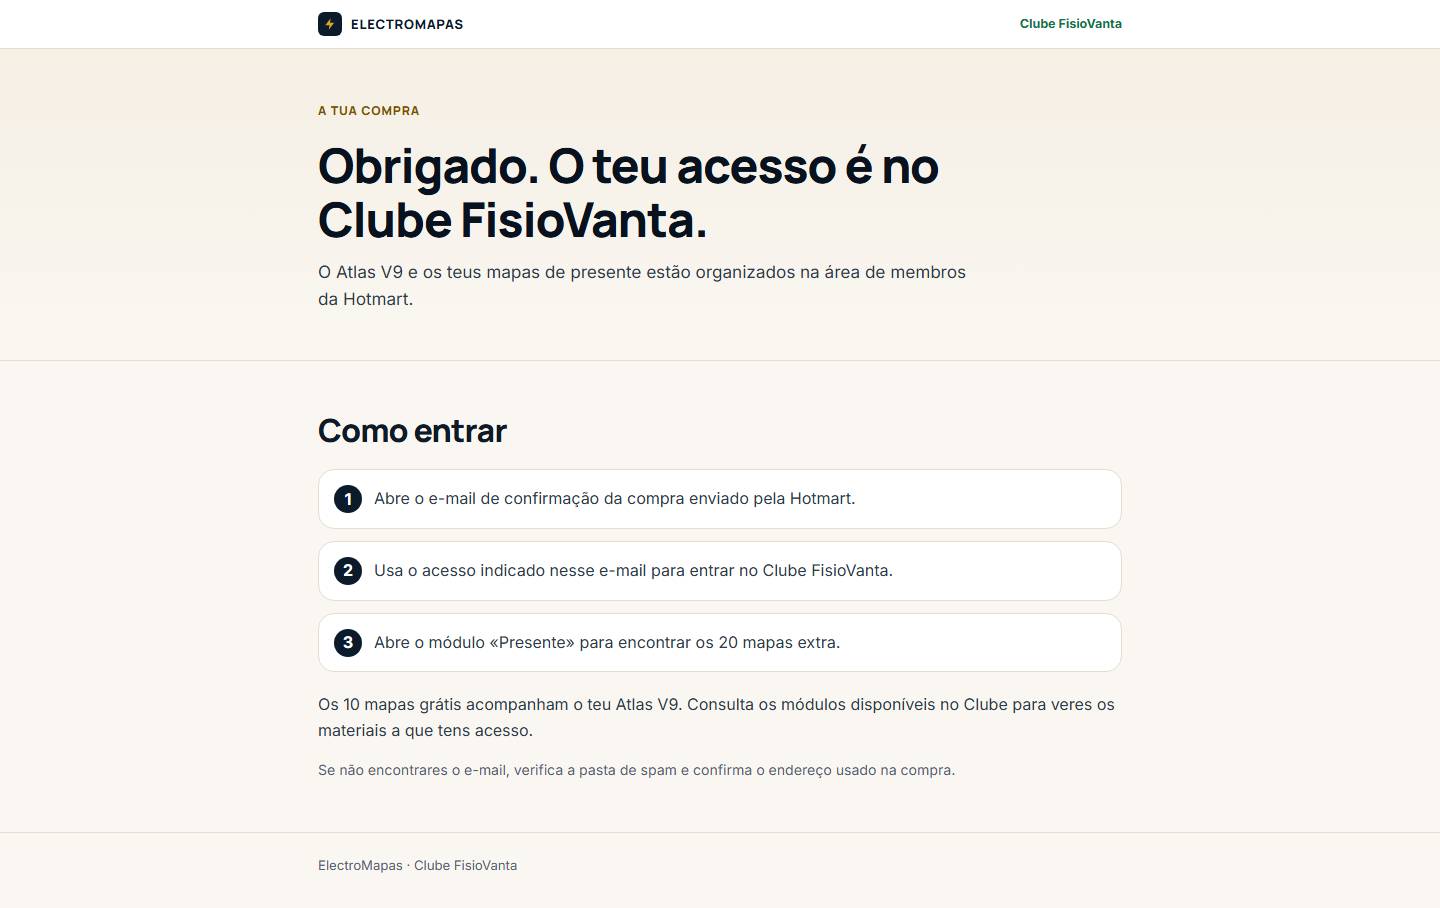 ELECTROMAPAS
Clube FisioVanta
A TUA COMPRA
Obrigado. O teu acesso é no
Clube FisioVanta.
O Atlas V9 e os teus mapas de presente estão organizados na área de membros
da Hotmart.
Como entrar
1 Abre o e-mail de confirmação da compra enviado pela Hotmart.
2 Usa o acesso indicado nesse e-mail para entrar no Clube FisioVanta.
3 Abre o módulo «Presente» para encontrar os 20 mapas extra.
Os 10 mapas grátis acompanham o teu Atlas V9. Consulta os módulos disponíveis no Clube para veres os
materiais a que tens acesso.
Se não encontrares o e-mail, verifica a pasta de spam e confirma o endereço usado na compra.
ElectroMapas · Clube FisioVanta